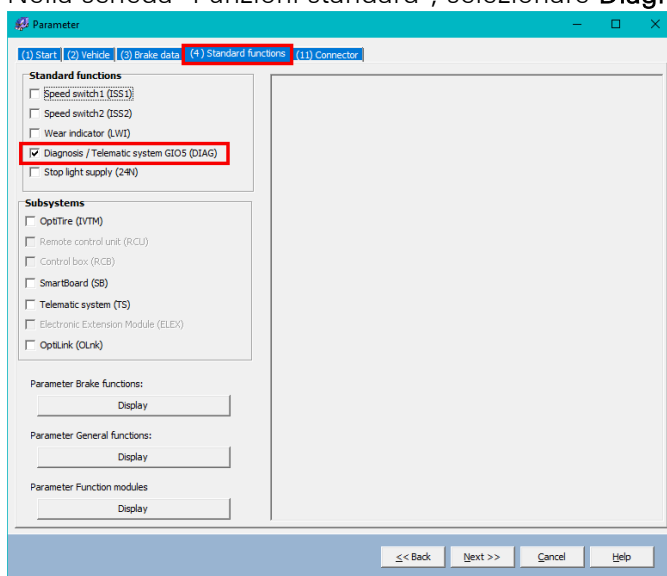 Nella scheda "Funzioni standard", selezionare Diagn
Parameter
(1) Start (2) Vehicle (3) Brake data (4) Standard functions (11) Connector
Standard functions
Speed switch1 (ISS1)
Speed switch2 (ISS2)
Wear indicator (LWI)
Diagnosis / Telematic system GIO5 (DIAG)
Stop light supply (24N)
Subsystems
OptiTire (IVTM)
Remote control unit (RCU)
Control box (RCB)
SmartBoard (SB)
Telematic system (TS)
Electronic Extension Module (ELEX)
OptiLink (OLnk)
Parameter Brake functions:
Display
Parameter General functions:
Display
Parameter Function modules
Display
<< Back Next >> Cancel Help